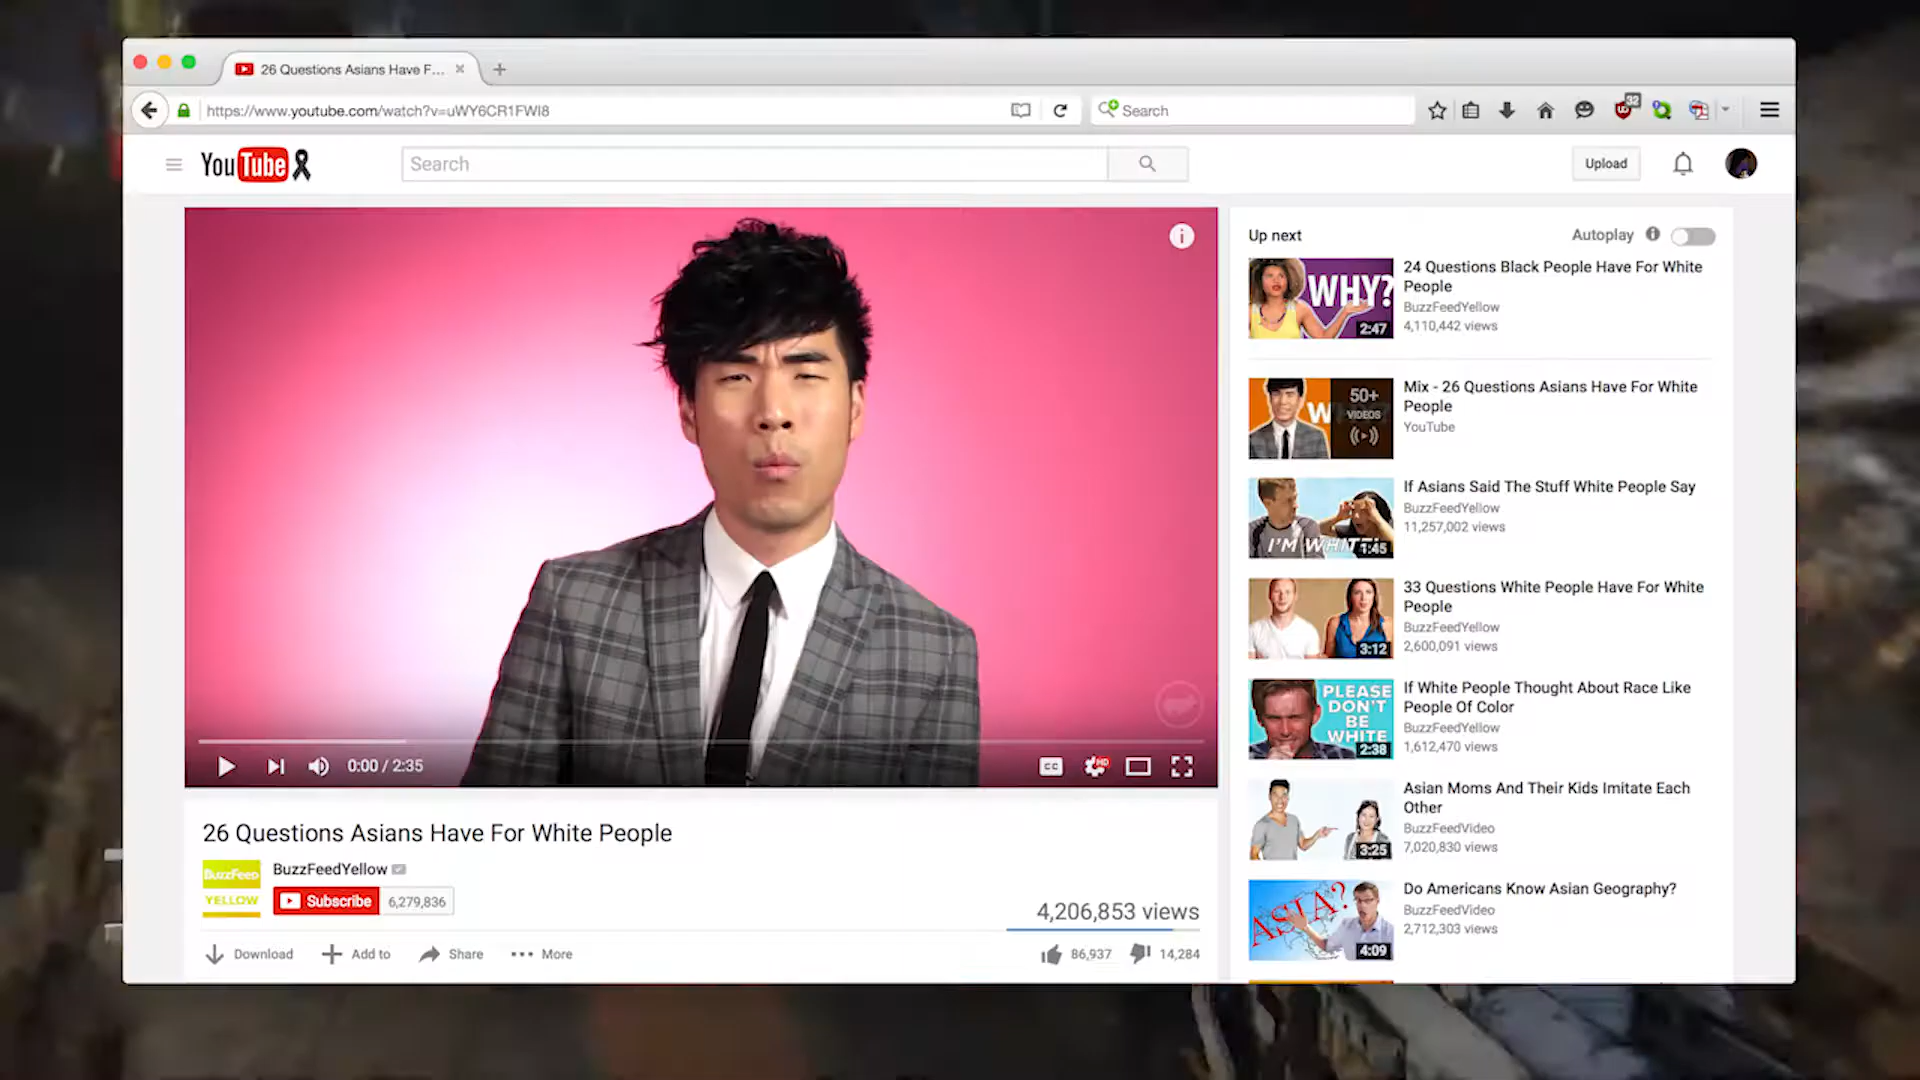 26 Questions Asians Have F...
https://www.youtube.com/watch?v=uWY6CR1FWI8
Search
32
YouTube
Search
Upload
0:00 / 2:35
CC
HD
26 Questions Asians Have For White People
BuzzFeed
YELLOW
BuzzFeedYellow
Subscribe
6,279,836
4,206,853 views
Download
Add to
Share
More
86,937
14,284
Up next
Autoplay
WHY?
2:47
24 Questions Black People Have For White
People
BuzzFeedYellow
4,110,442 views
50+
VIDEOS
Mix - 26 Questions Asians Have For White
People
YouTube
I'M WHITE!
1:45
If Asians Said The Stuff White People Say
BuzzFeedYellow
11,257,002 views
3:12
33 Questions White People Have For White
People
BuzzFeedYellow
2,600,091 views
PLEASE
DON'T
BE
WHITE
2:38
If White People Thought About Race Like
People Of Color
BuzzFeedYellow
1,612,470 views
3:25
Asian Moms And Their Kids Imitate Each
Other
BuzzFeedVideo
7,020,830 views
ASIA?
4:09
Do Americans Know Asian Geography?
BuzzFeedVideo
2,712,303 views